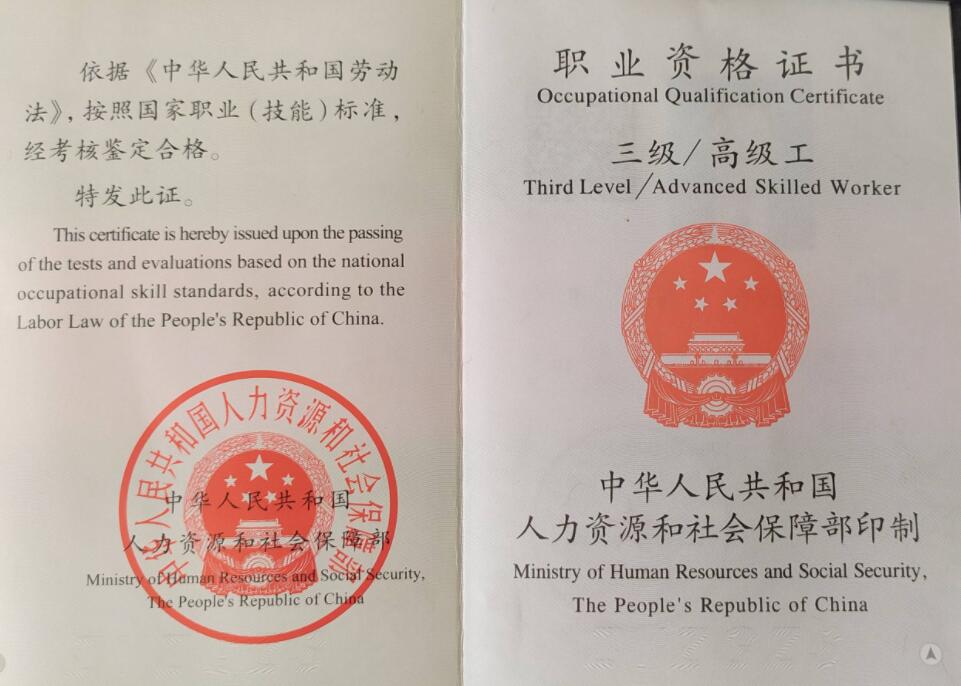 依据《中华人民共和国劳动
法》，按照国家职业（技能）标准，
经考核鉴定合格。
特发此证。
This certificate is hereby issued upon the passing
of the tests and evaluations based on the national
occupational skill standards, according to the
Labor Law of the People's Republic of China.
中华人民共和国人力资源和社会保障部
中华人民共和国
人力资源和社会保障部
Ministry of Human Resources and Social Security,
The People's Republic of China
职业资格证书
Occupational Qualification Certificate
三级/高级工
Third Level/Advanced Skilled Worker
中华人民共和国
人力资源和社会保障部印制
Ministry of Human Resources and Social Security,
The People's Republic of China